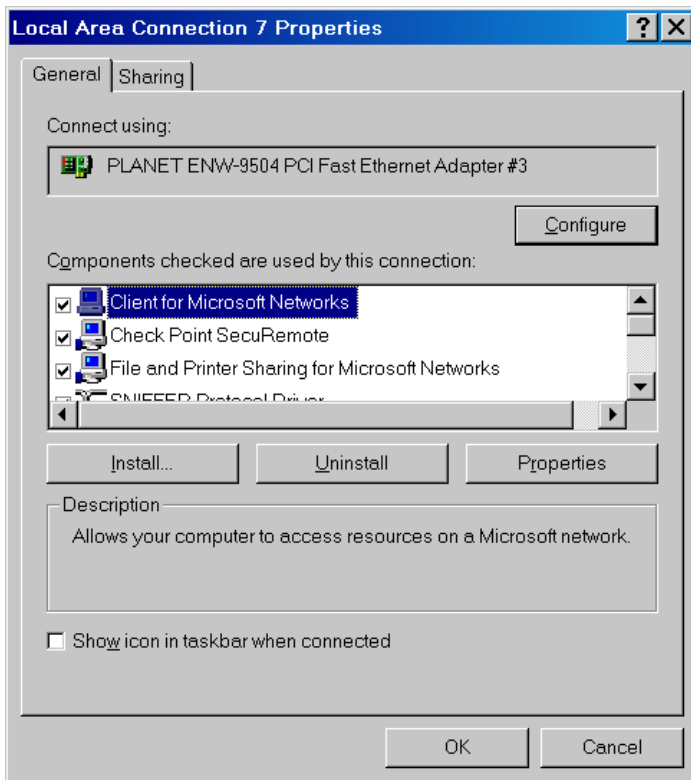 Local Area Connection 7 Properties
General Sharing
Connect using:
PLANET ENW-9504 PCI Fast Ethernet Adapter #3
Configure
Components checked are used by this connection:
Client for Microsoft Networks
Check Point SecuRemote
File and Printer Sharing for Microsoft Networks
SNIFFER Protocol Driver
Install... Uninstall Properties
Description
Allows your computer to access resources on a Microsoft network.
Show icon in taskbar when connected
OK Cancel